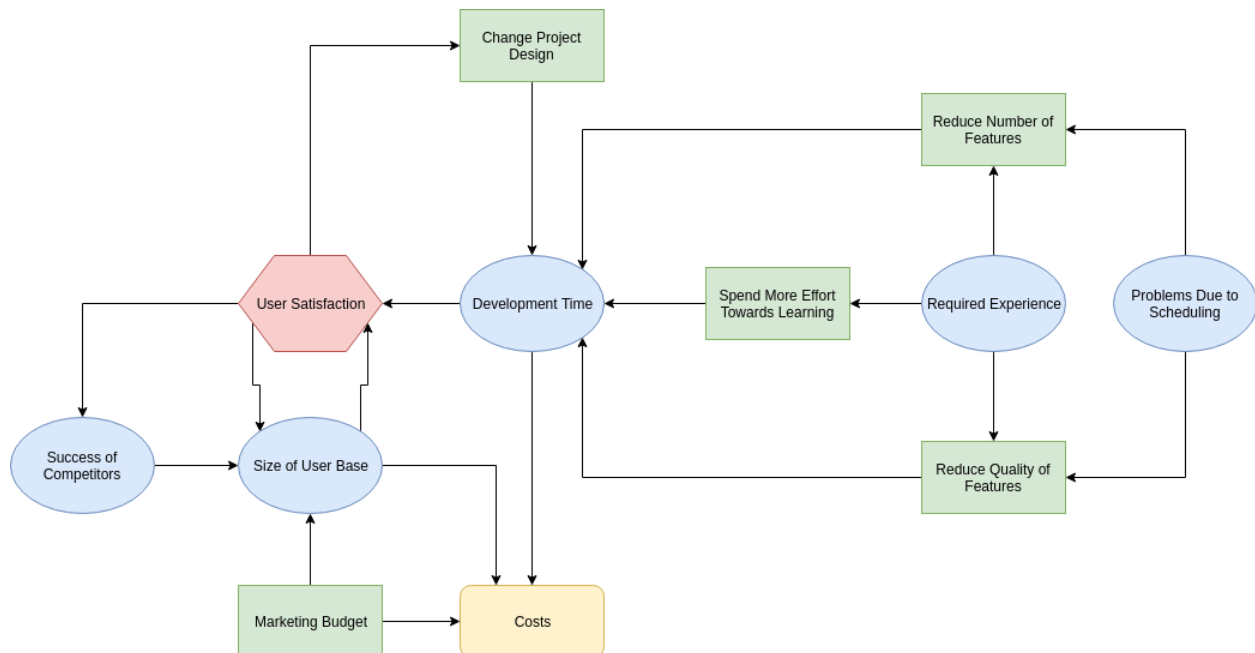 Change Project
Design
Reduce Number of
Features
User Satisfaction
Development Time
Spend More Effort
Towards Learning
Required Experience
Problems Due to
Scheduling
Success of
Competitors
Size of User Base
Reduce Quality of
Features
Marketing Budget
Costs